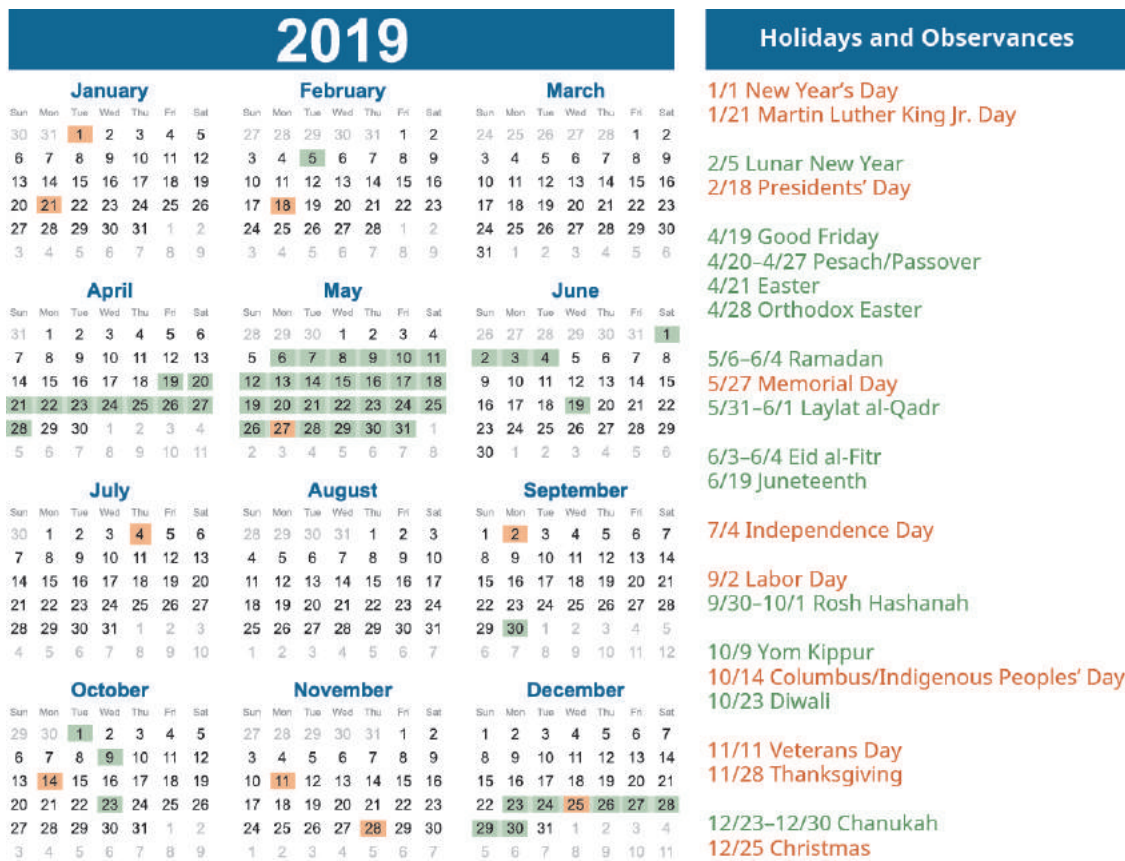 2019
January
Sun Mon Tue Wed Thu Fri Sat
30 31 1 2 3 4 5
6 7 8 9 10 11 12
13 14 15 16 17 18 19
20 21 22 23 24 25 26
27 28 29 30 31 1 2
3 4 5 6 7 8 9
February
Sun Mon Tue Wed Thu Fri Sat
27 28 29 30 31 1 2
3 4 5 6 7 8 9
10 11 12 13 14 15 16
17 18 19 20 21 22 23
24 25 26 27 28 1 2
3 4 5 6 7 8 9
March
Sun Mon Tue Wed Thu Fri Sat
24 25 26 27 28 1 2
3 4 5 6 7 8 9
10 11 12 13 14 15 16
17 18 19 20 21 22 23
24 25 26 27 28 29 30
31 1 2 3 4 5 6
April
Sun Mon Tue Wed Thu Fri Sat
31 1 2 3 4 5 6
7 8 9 10 11 12 13
14 15 16 17 18 19 20
21 22 23 24 25 26 27
28 29 30 1 2 3 4
5 6 7 8 9 10 11
May
Sun Mon Tue Wed Thu Fri Sat
28 29 30 1 2 3 4
5 6 7 8 9 10 11
12 13 14 15 16 17 18
19 20 21 22 23 24 25
26 27 28 29 30 31 1
2 3 4 5 6 7 8
June
Sun Mon Tue Wed Thu Fri Sat
26 27 28 29 30 31 1
2 3 4 5 6 7 8
9 10 11 12 13 14 15
16 17 18 19 20 21 22
23 24 25 26 27 28 29
30 1 2 3 4 5 6
July
Sun Mon Tue Wed Thu Fri Sat
30 1 2 3 4 5 6
7 8 9 10 11 12 13
14 15 16 17 18 19 20
21 22 23 24 25 26 27
28 29 30 31 1 2 3
4 5 6 7 8 9 10
August
Sun Mon Tue Wed Thu Fri Sat
28 29 30 31 1 2 3
4 5 6 7 8 9 10
11 12 13 14 15 16 17
18 19 20 21 22 23 24
25 26 27 28 29 30 31
1 2 3 4 5 6 7
September
Sun Mon Tue Wed Thu Fri Sat
1 2 3 4 5 6 7
8 9 10 11 12 13 14
15 16 17 18 19 20 21
22 23 24 25 26 27 28
29 30 1 2 3 4 5
6 7 8 9 10 11 12
October
Sun Mon Tue Wed Thu Fri Sat
29 30 1 2 3 4 5
6 7 8 9 10 11 12
13 14 15 16 17 18 19
20 21 22 23 24 25 26
27 28 29 30 31 1 2
3 4 5 6 7 8 9
November
Sun Mon Tue Wed Thu Fri Sat
27 28 29 30 31 1 2
3 4 5 6 7 8 9
10 11 12 13 14 15 16
17 18 19 20 21 22 23
24 25 26 27 28 29 30
1 2 3 4 5 6 7
December
Sun Mon Tue Wed Thu Fri Sat
1 2 3 4 5 6 7
8 9 10 11 12 13 14
15 16 17 18 19 20 21
22 23 24 25 26 27 28
29 30 31 1 2 3 4
5 6 7 8 9 10 11
Holidays and Observances
1/1 New Year's Day
1/21 Martin Luther King Jr. Day
2/5 Lunar New Year
2/18 Presidents' Day
4/19 Good Friday
4/20–4/27 Pesach/Passover
4/21 Easter
4/28 Orthodox Easter
5/6–6/4 Ramadan
5/27 Memorial Day
5/31–6/1 Laylat al-Qadr
6/3–6/4 Eid al-Fitr
6/19 Juneteenth
7/4 Independence Day
9/2 Labor Day
9/30–10/1 Rosh Hashanah
10/9 Yom Kippur
10/14 Columbus/Indigenous Peoples' Day
10/23 Diwali
11/11 Veterans Day
11/28 Thanksgiving
12/23–12/30 Chanukah
12/25 Christmas